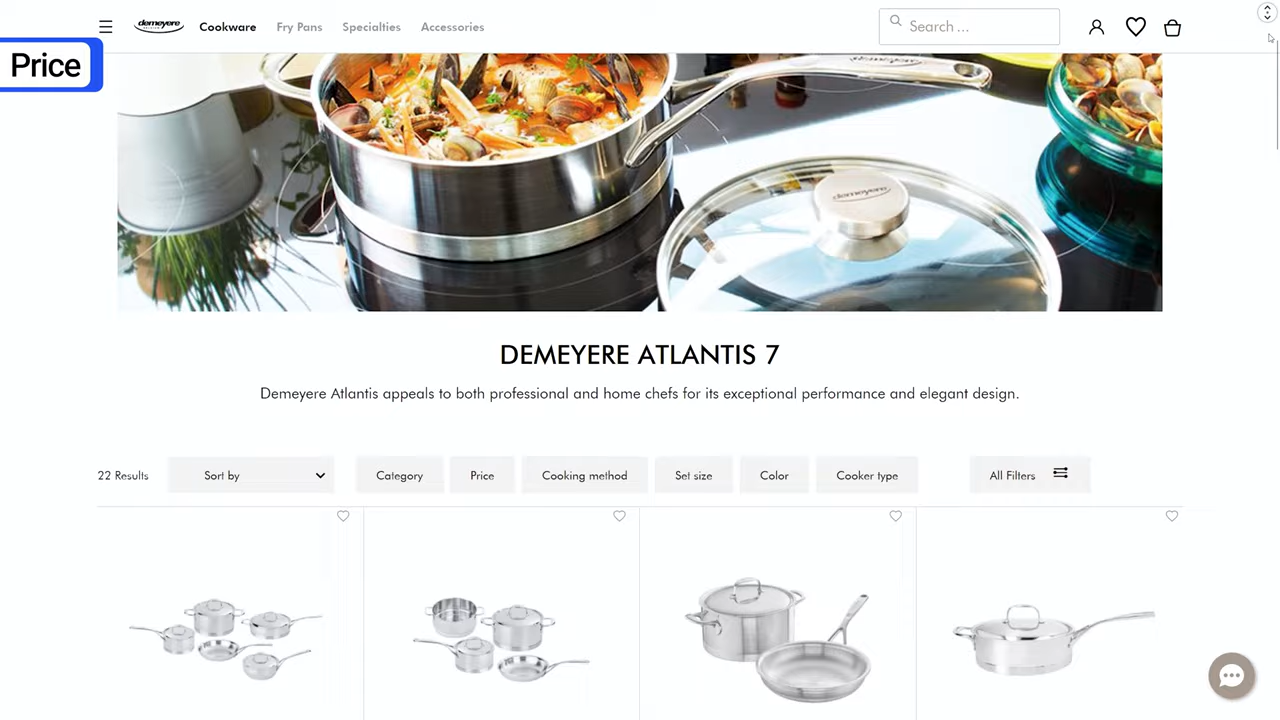 demeyere
Cookware
Fry Pans
Specialties
Accessories
Search ...
Price
demeyere
DEMEYERE ATLANTIS 7
Demeyere Atlantis appeals to both professional and home chefs for its exceptional performance and elegant design.
22 Results
Sort by
Category
Price
Cooking method
Set size
Color
Cooker type
All Filters